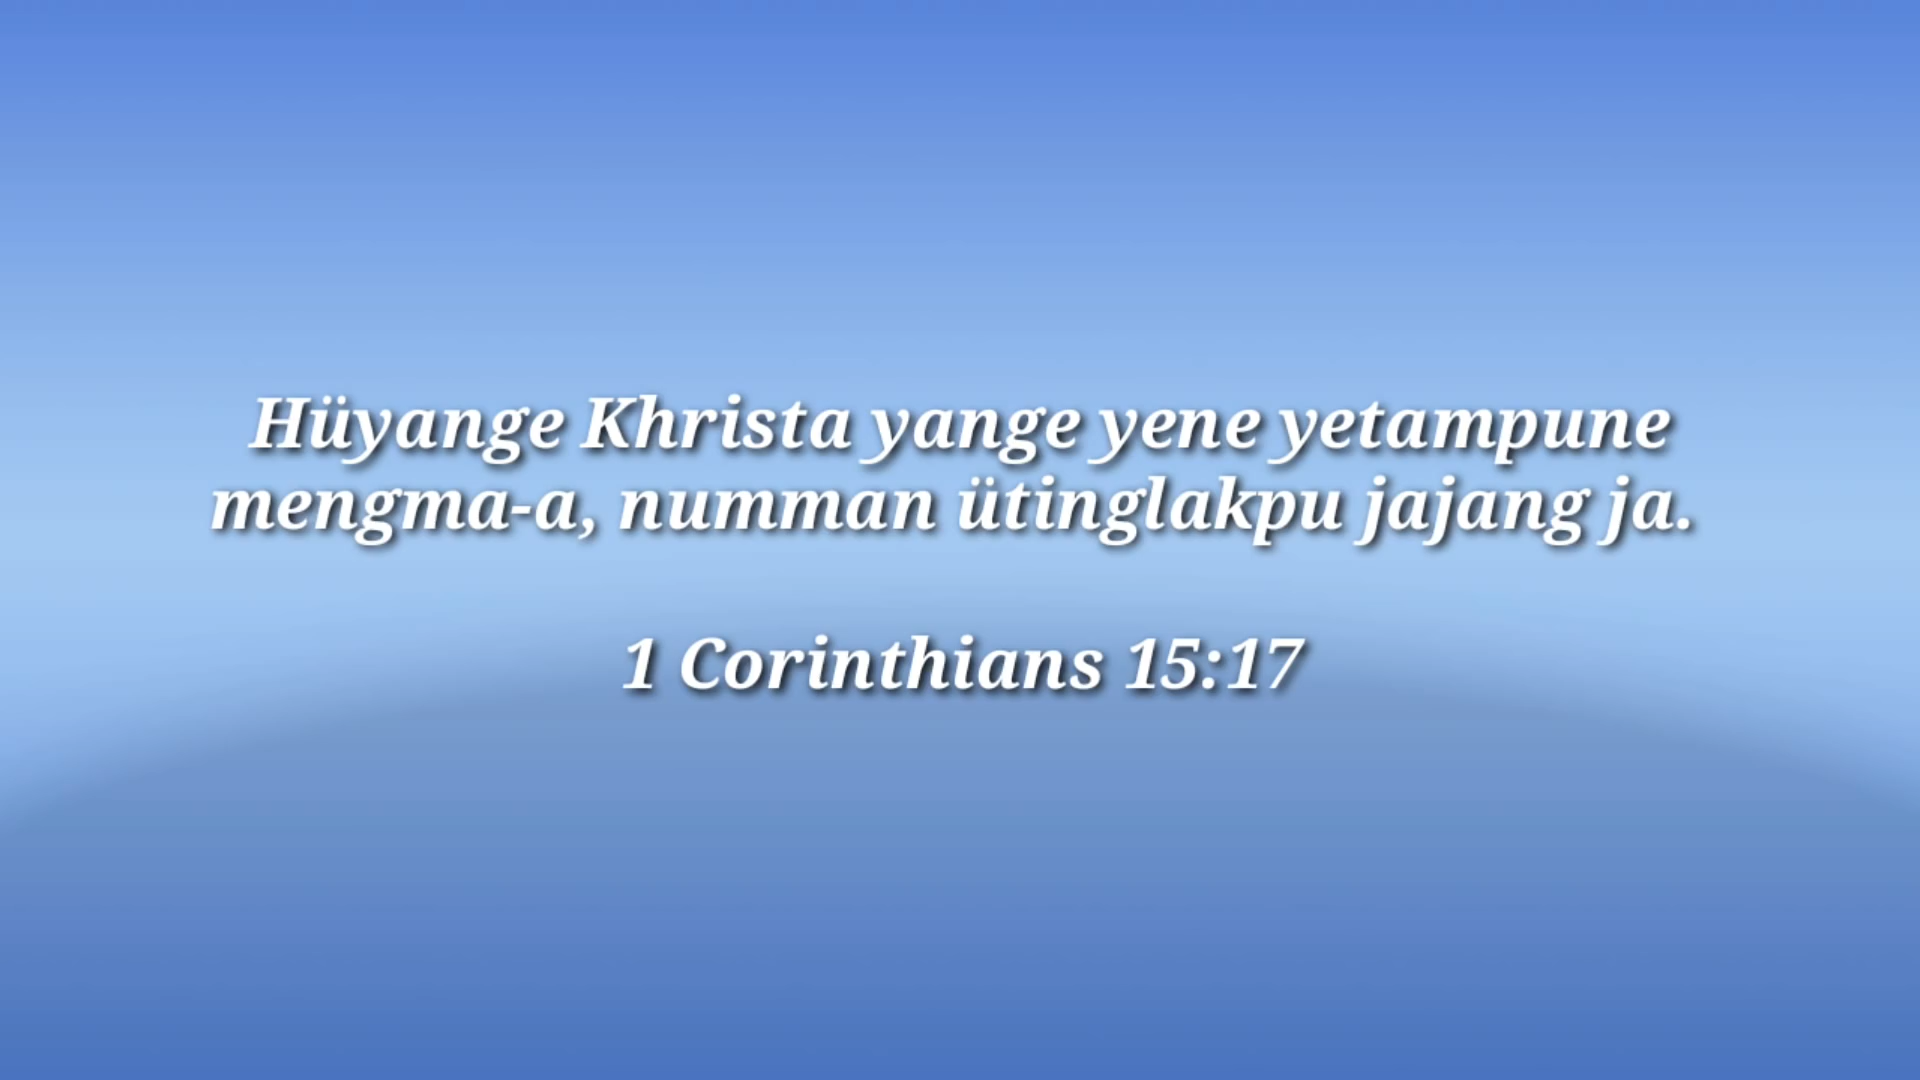 Hüyange Khrista yange yene yetampune
mengma-a, numman ütinglakpu jajang ja.
1 Corinthians 15:17